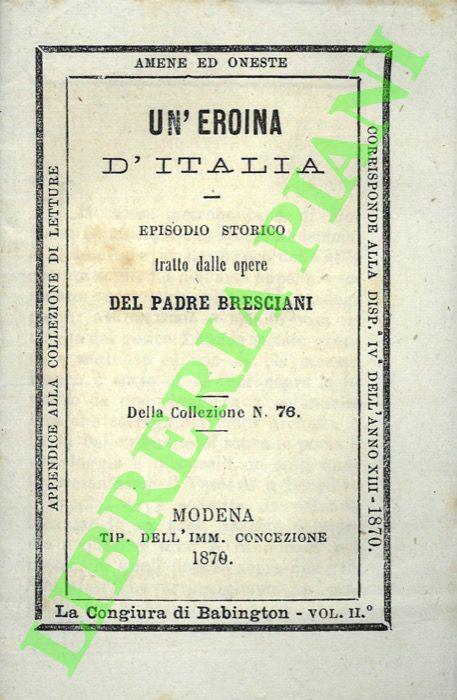 AMENE ED ONESTE
APPENDICE ALLA COLLEZIONE DI LETTURE
CORRISPONDE ALLA DISP.ª IVª DELL'ANNO XIII - 1870.
UN' EROINA
D'ITALIA
EPISODIO STORICO
tratto dalle opere
DEL PADRE BRESCIANI
Della Collezione N. 76.
MODENA
TIP. DELL'IMM. CONCEZIONE
1870.
La Congiura di Babington - VOL. II.º
LIBRERIA PIANI